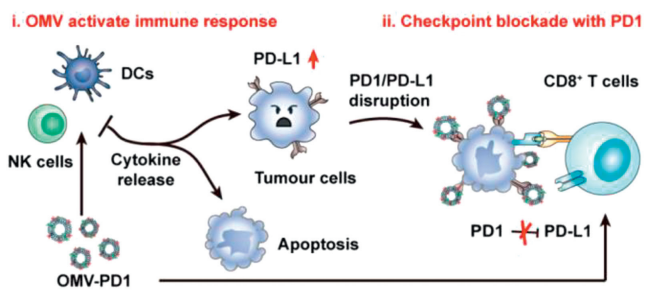 i. OMV activate immune response
ii. Checkpoint blockade with PD1
DCs
PD-L1
PD1/PD-L1
disruption
CD8⁺ T cells
NK cells
Cytokine
release
Tumour cells
Apoptosis
PD1
PD-L1
OMV-PD1